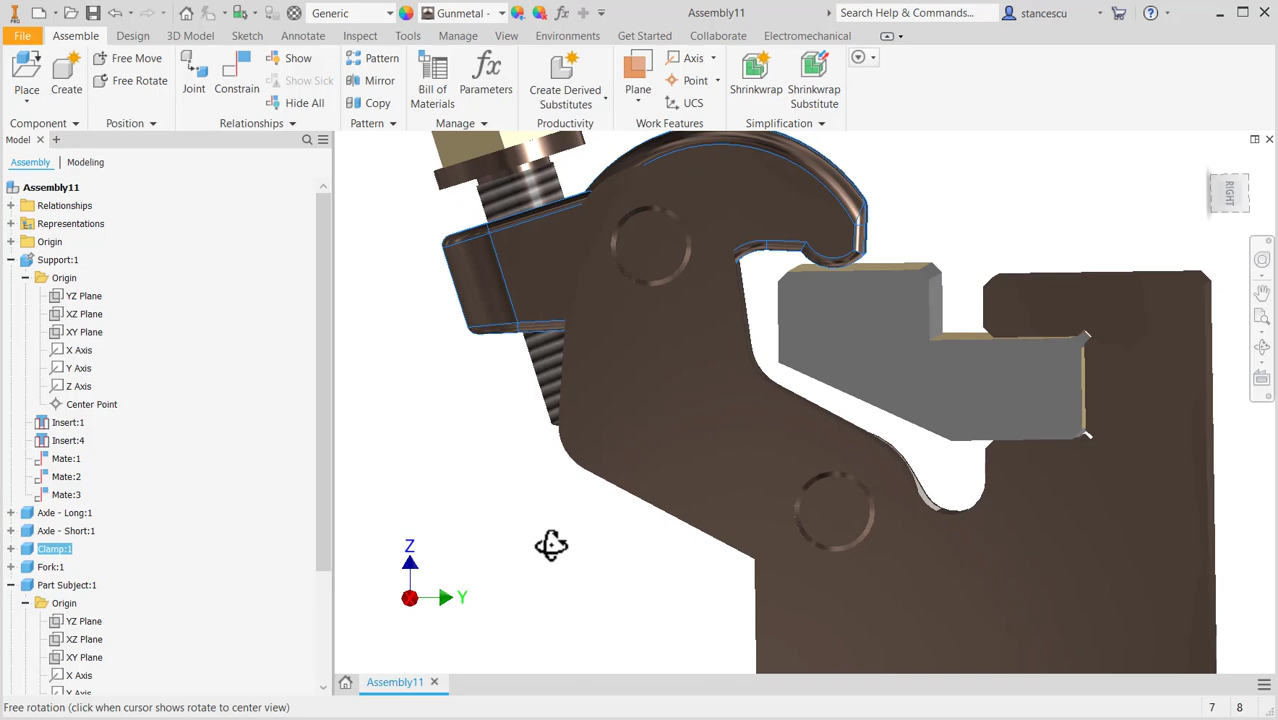 Generic
Gunmetal -
Assembly11
Search Help & Commands...
stancescu
File
Assemble
Design
3D Model
Sketch
Annotate
Inspect
Tools
Manage
View
Environments
Get Started
Collaborate
Electromechanical
Place
Create
Free Move
Free Rotate
Joint
Constrain
Show
Show Sick
Hide All
Pattern
Mirror
Copy
Bill of
Materials
Parameters
Create Derived
Substitutes
Plane
Axis
Point
UCS
Shrinkwrap
Shrinkwrap
Substitute
Component
Position
Relationships
Pattern
Manage
Productivity
Work Features
Simplification
Model
Assembly
Modeling
Assembly11
Relationships
Representations
Origin
Support:1
Origin
YZ Plane
XZ Plane
XY Plane
X Axis
Y Axis
Z Axis
Center Point
Insert:1
Insert:4
Mate:1
Mate:2
Mate:3
Axle - Long:1
Axle - Short:1
Clamp:1
Fork:1
Part Subject:1
Origin
YZ Plane
XZ Plane
XY Plane
X Axis
Y Axis
RIGHT
Z
Y
Assembly11
Free rotation (click when cursor shows rotate to center view)
7
8